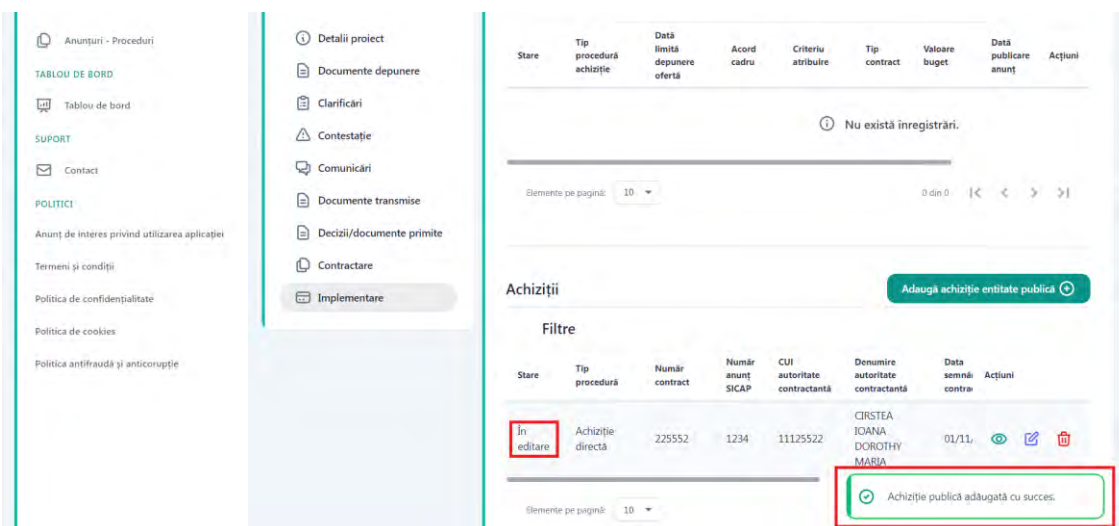 Anunțuri - Proceduri
TABLOU DE BORD
Tablou de bord
SUPORT
Contact
POLITICI
Anunț de interes privind utilizarea aplicației
Termeni și condiții
Politica de confidențialitate
Politica de cookies
Politica antifraudă și anticorupție
Detalii proiect
Documente depunere
Clarificări
Contestație
Comunicări
Documente transmise
Decizii/documente primite
Contractare
Implementare
Stare
Tip
procedură
achiziție
Dată
limită
depunere
ofertă
Acord
cadru
Criteriu
atribuire
Tip
contract
Valoare
buget
Dată
publicare
anunț
Acțiuni
Nu există înregistrări.
Elemente pe pagină: 10
0 din 0
Achiziții
Adaugă achiziție entitate publică
Filtre
Stare
Tip
procedură
Număr
contract
Număr
anunț
SICAP
CUI
autoritate
contractantă
Denumire
autoritate
contractantă
Data
semnă
contra
Acțiuni
În
editare
Achiziție
directă
225552
1234
11125522
CIRSTEA
IOANA
DOROTHY
MARIA
01/11/
Achiziție publică adăugată cu succes.
Elemente pe pagină: 10